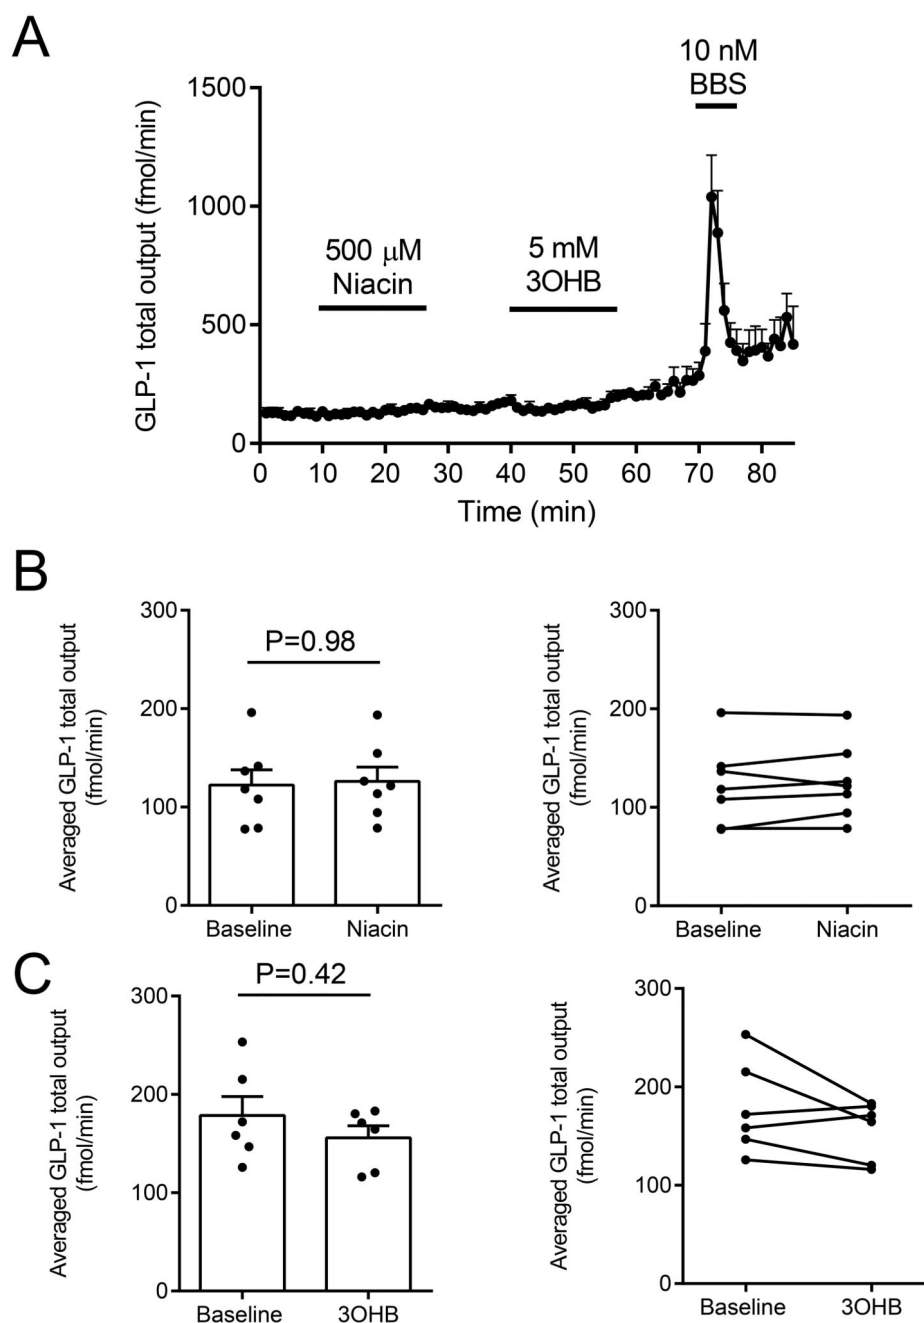 A
10 nM
BBS
GLP-1 total output (fmol/min)
1500
1000
500
0
500 μM
Niacin
5 mM
3OHB
0 10 20 30 40 50 60 70 80
Time (min)
B
Averaged GLP-1 total output
(fmol/min)
300
200
100
0
P=0.98
Baseline Niacin
Averaged GLP-1 total output
(fmol/min)
300
200
100
0
Baseline Niacin
C
Averaged GLP-1 total output
(fmol/min)
300
200
100
0
P=0.42
Baseline 3OHB
Averaged GLP-1 total output
(fmol/min)
300
200
100
0
Baseline 3OHB